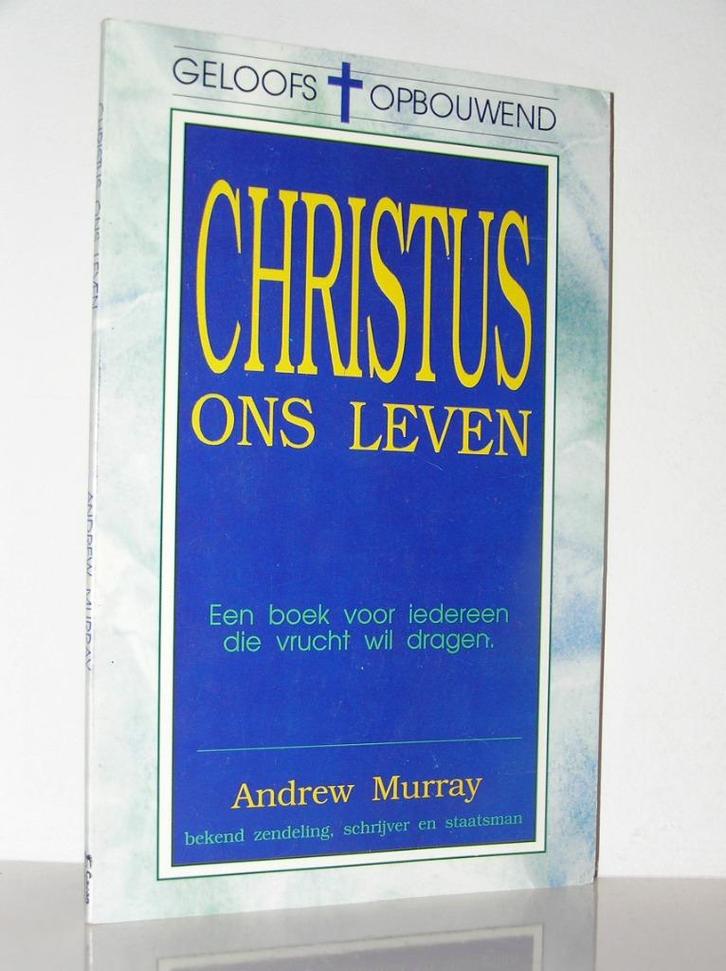 GELOOFS OPBOUWEND
CHRISTUS
ONS LEVEN
Een boek voor iedereen
die vrucht wil dragen.
Andrew Murray
bekend zendeling, schrijver en staatsman
CHRISTUS ONS LEVEN
ANDREW MURRAY